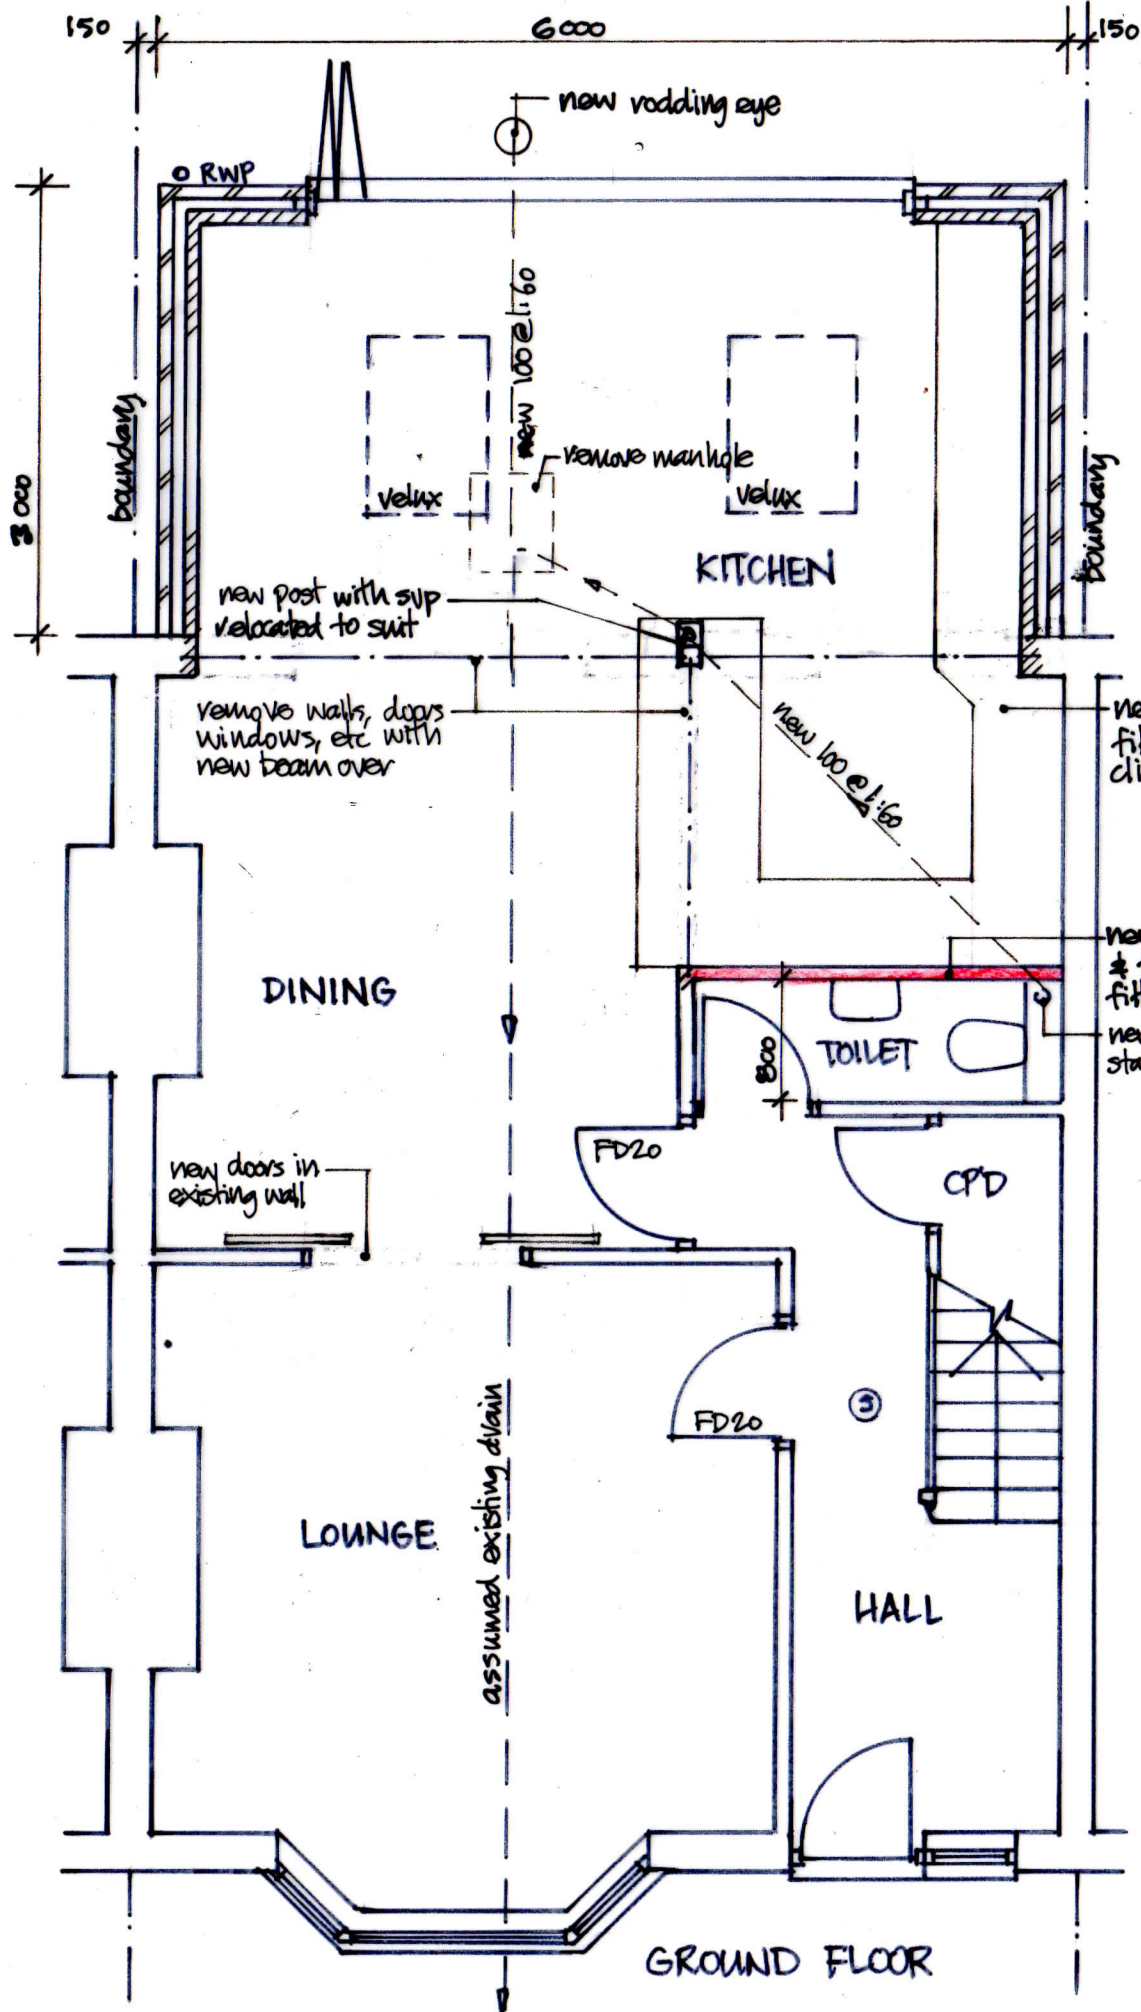 150
6000
150
new rodding eye
RWP
new 100 @ 1:60
3000
boundary
remove manhole
velux
velux
boundary
KITCHEN
new post with svp
relocated to suit
remove walls, doors
windows, etc with
new beam over
new 100 @ 1:60
DINING
800
TOILET
FD20
new doors in
existing wall
CPD
FD20
S
assumed existing drain
LOUNGE
HALL
GROUND FLOOR